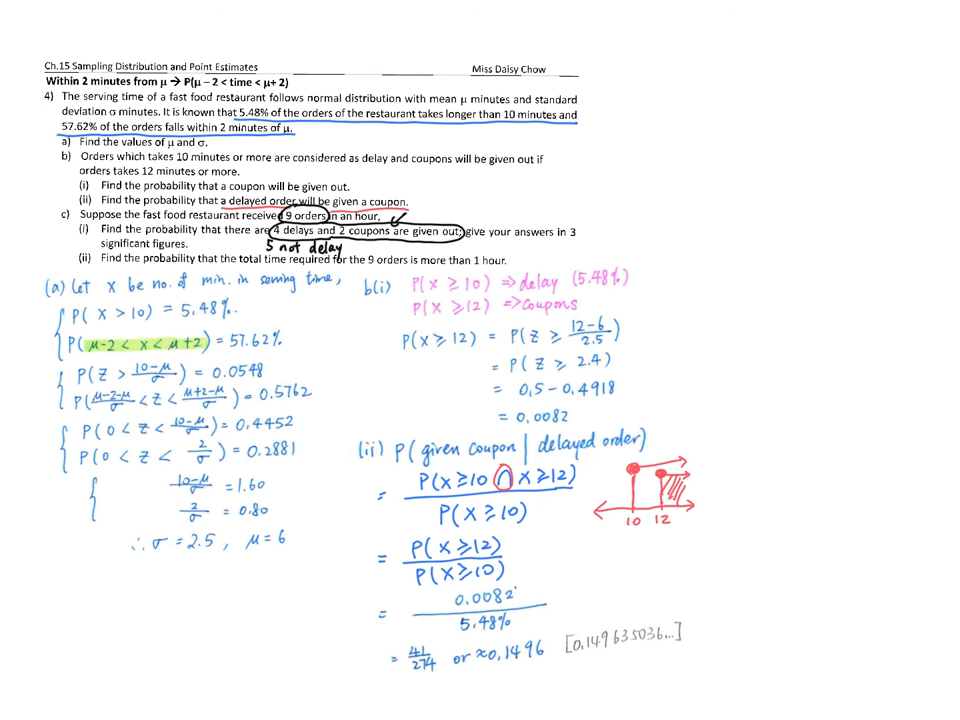 Ch.15 Sampling Distribution and Point Estimates
Miss Daisy Chow
Within 2 minutes from μ → P(μ – 2 < time < μ+ 2)
4) The serving time of a fast food restaurant follows normal distribution with mean μ minutes and standard
deviation σ minutes. It is known that 5.48% of the orders of the restaurant takes longer than 10 minutes and
57.62% of the orders falls within 2 minutes of μ.
a) Find the values of μ and σ.
b) Orders which takes 10 minutes or more are considered as delay and coupons will be given out if
orders takes 12 minutes or more.
(i) Find the probability that a coupon will be given out.
(ii) Find the probability that a delayed order will be given a coupon.
c) Suppose the fast food restaurant received 9 orders in an hour,
(i) Find the probability that there are 4 delays and 2 coupons are given out; give your answers in 3
significant figures.
5 not delay
(ii) Find the probability that the total time required for the 9 orders is more than 1 hour.
(a) Let X be no. of min. in serving time,
P( X > 10) = 5.48%.
P( μ-2 < X < μ+2) = 57.62%
P(Z > 10-μ/σ) = 0.0548
P(μ-2-μ/σ < Z < μ+2-μ/σ) = 0.5762
P(0 < Z < 10-μ/σ) = 0.4452
P(0 < Z < 2/σ) = 0.2881
10-μ/σ = 1.60
2/σ = 0.80
∴ σ = 2.5, μ = 6
b(i) P(X ≥ 10) => delay (5.48%)
P(X ≥ 12) => Coupons
P(X ≥ 12) = P(Z ≥ 12-6/2.5)
= P(Z ≥ 2.4)
= 0.5 - 0.4918
= 0.0082
(ii) P(given coupon | delayed order)
= P(X ≥ 10 ∩ X ≥ 12)/P(X ≥ 10)
10 12
= P(X ≥ 12)/P(X ≥ 10)
= 0.0082/5.48%
= 41/274 or ≈ 0.1496 [0.149635036...]